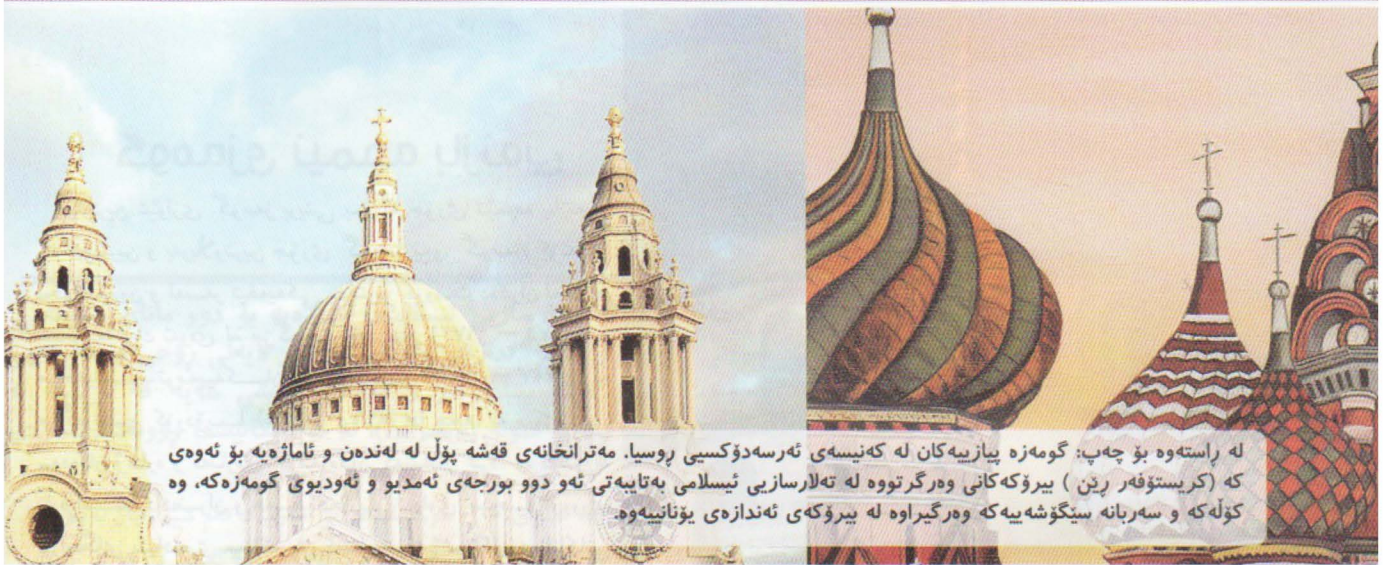 لە ڕاستەوە بۆ چەپ: گومەزە پیازییەکان لە کەنیسەی ئەرسەدۆکسیی ڕوسیا. مەترانخانەی قەشە پۆڵ لە لەندەن و ئاماژەیە بۆ ئەوەی
کە (کریستۆفەر ڕێن ) بیرۆکەکانی وەرگرتووە لە تەلارسازیی ئیسلامی بەتایبەتی ئەو دوو بورجەی ئەمدیو و ئەودیوی گومەزەکە، وە
کۆڵەکە و سەربانە سێگۆشەییەکە وەرگیراوە لە بیرۆکەی ئەندازەی یۆنانییەوە.